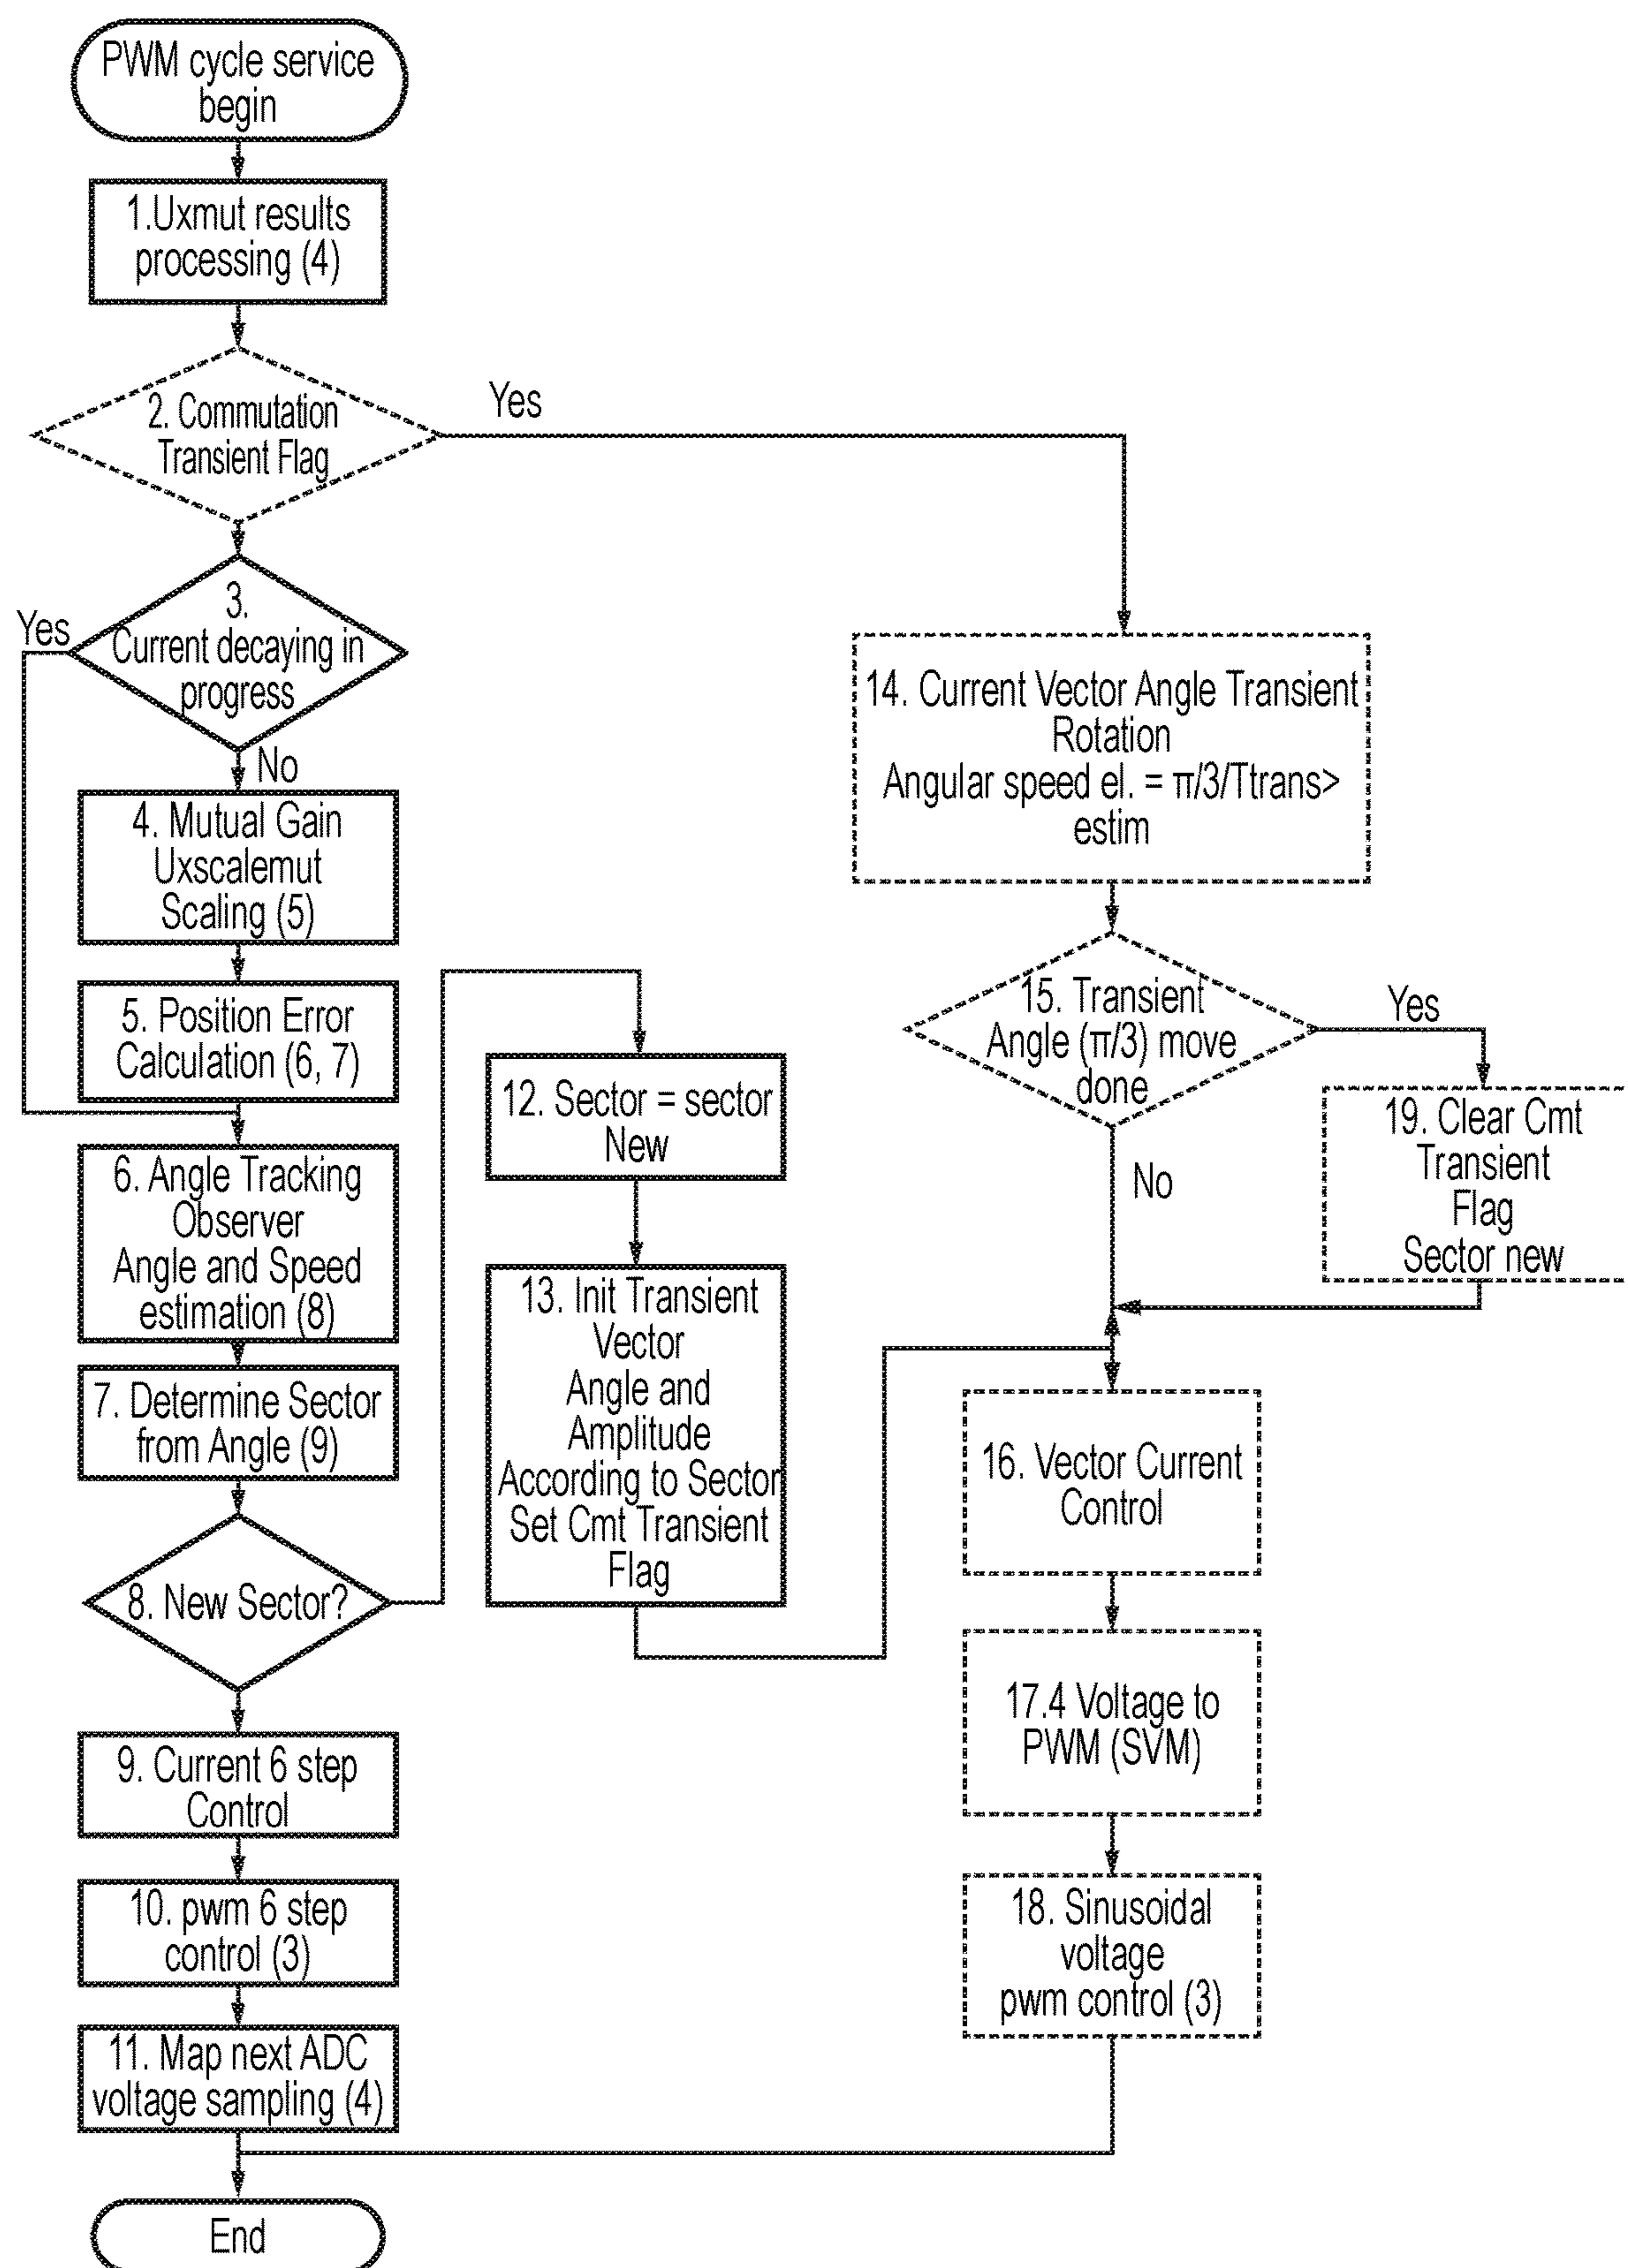 PWM cycle service
begin
1.Uxmut results
processing (4)
2. Commutation
Transient Flag
Yes
3.
Current decaying in
progress
Yes
No
4. Mutual Gain
Uxscalemut
Scaling (5)
5. Position Error
Calculation (6, 7)
6. Angle Tracking
Observer
Angle and Speed
estimation (8)
7. Determine Sector
from Angle (9)
8. New Sector?
9. Current 6 step
Control
10. pwm 6 step
control (3)
11. Map next ADC
voltage sampling (4)
End
12. Sector = sector
New
13. Init Transient
Vector
Angle and
Amplitude
According to Sector
Set Cmt Transient
Flag
14. Current Vector Angle Transient
Rotation
Angular speed el. = π/3/Ttrans>
estim
15. Transient
Angle (π/3) move
done
Yes
No
19. Clear Cmt
Transient
Flag
Sector new
16. Vector Current
Control
17.4 Voltage to
PWM (SVM)
18. Sinusoidal
voltage
pwm control (3)